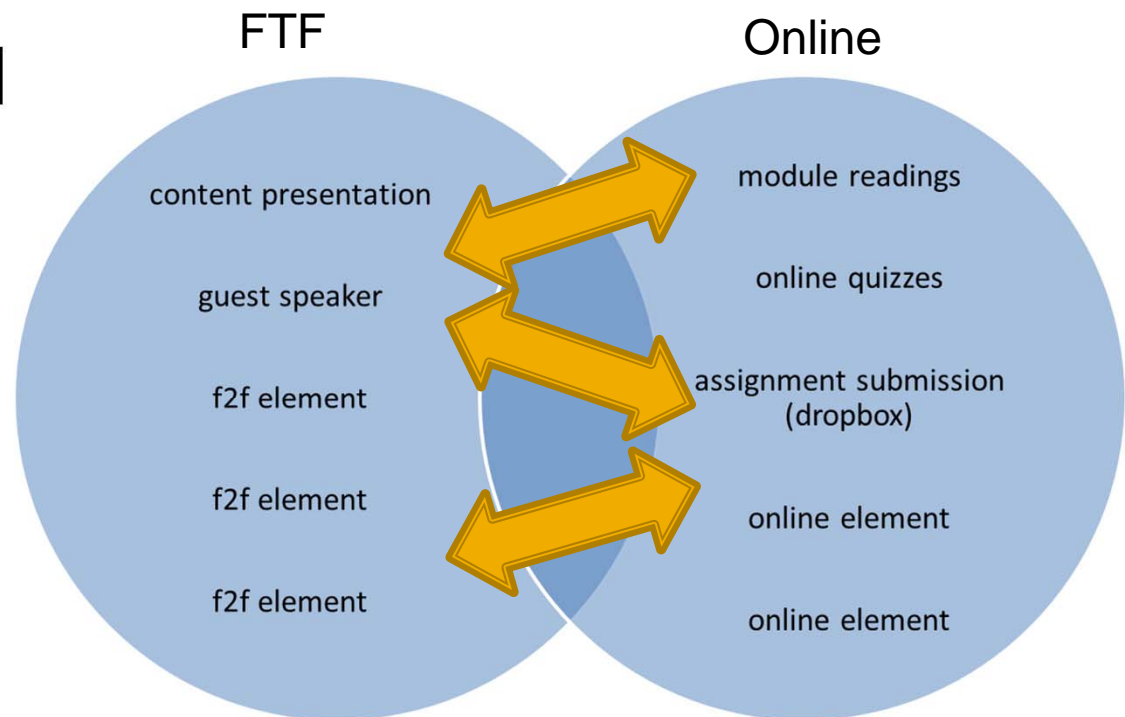 FTF
Online
content presentation
guest speaker
f2f element
f2f element
f2f element
module readings
online quizzes
assignment submission
(dropbox)
online element
online element